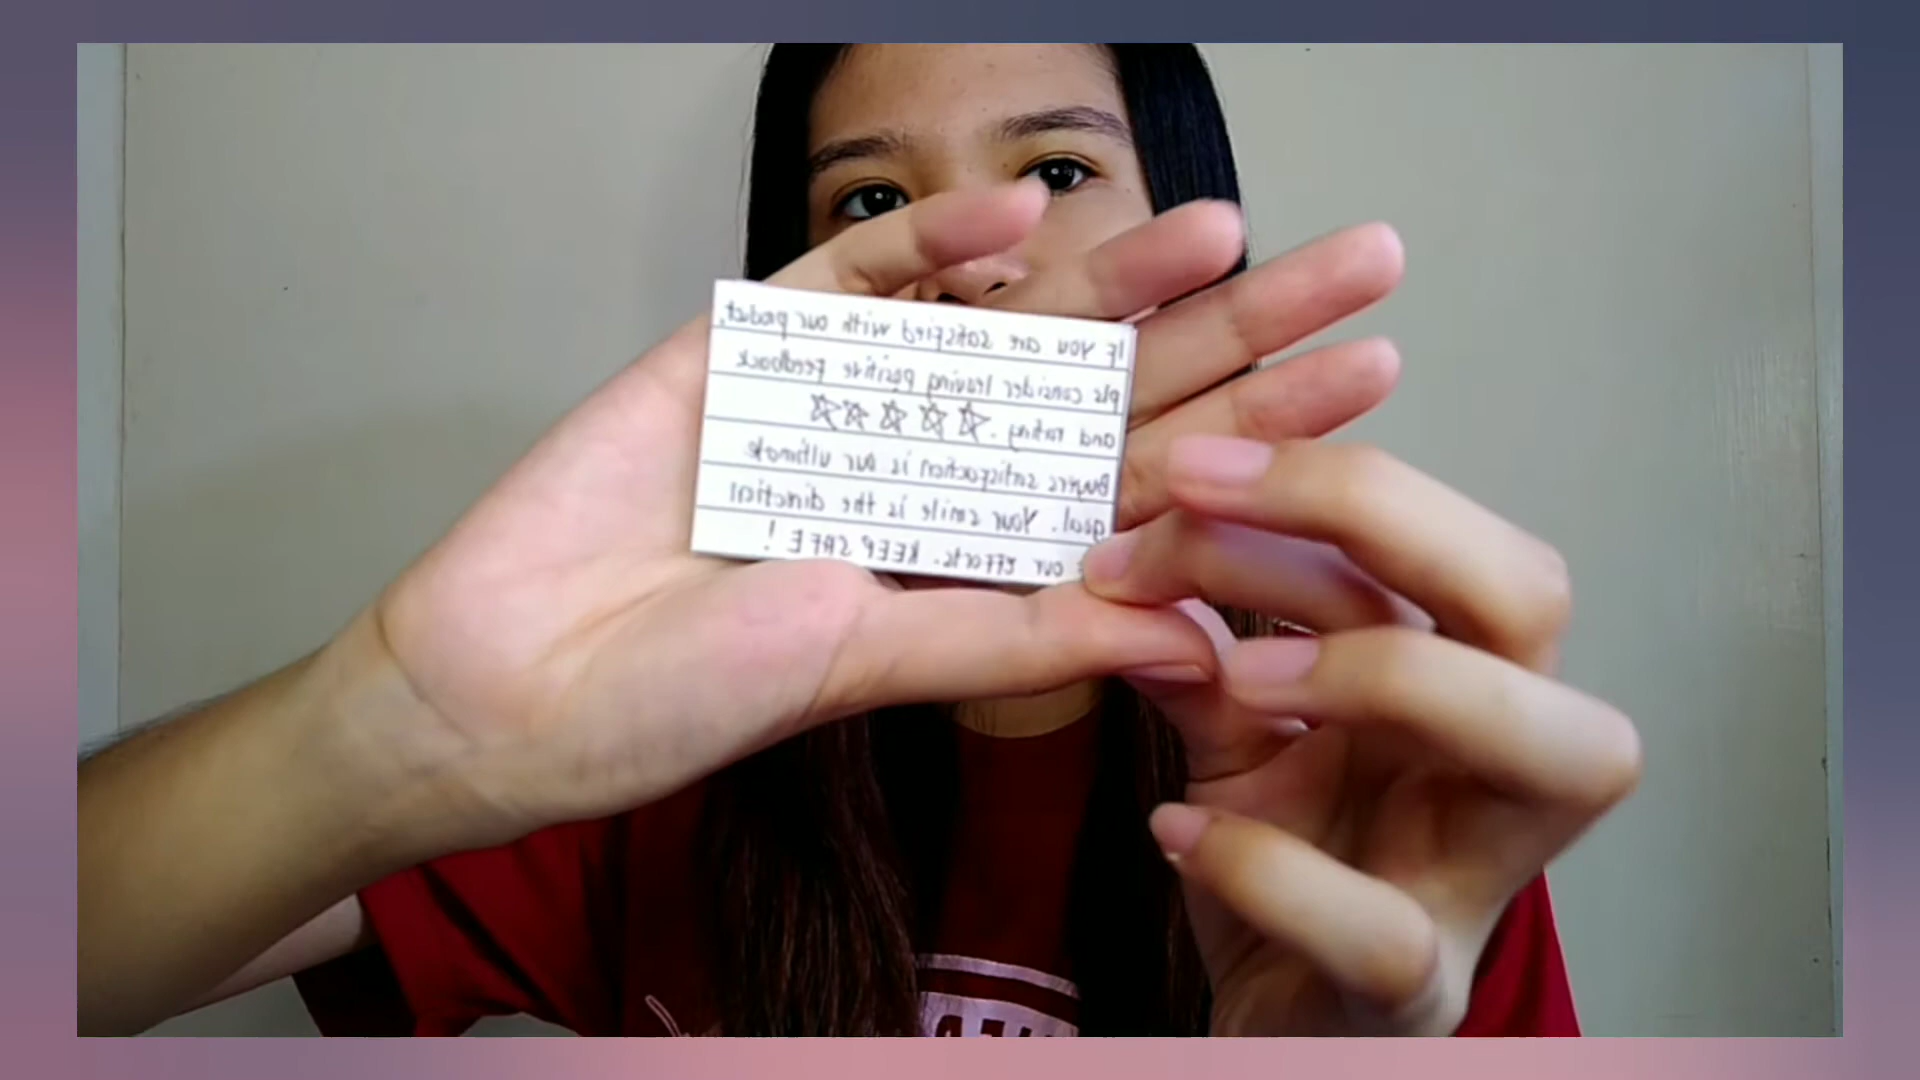 If you are satisfied with our product,
pls consider leaving positive feedback
and rating. ☆☆☆☆☆
Buyers satisfaction is our ultimate
goal. Your smile is the direction
our efforts. KEEP SAFE!